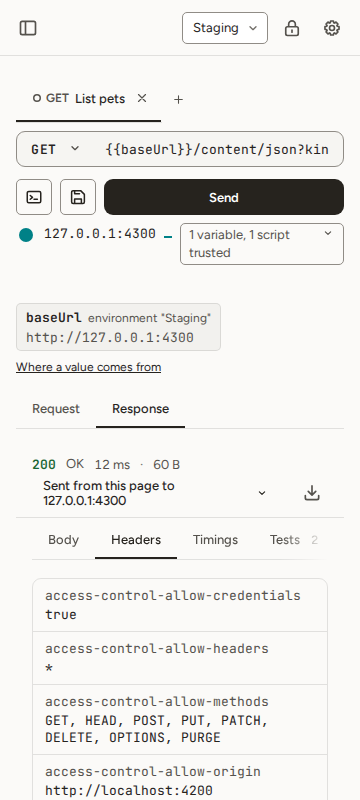 Staging
GET List pets
GET {{baseUrl}}/content/json?kin
Send
127.0.0.1:4300
1 variable, 1 script trusted
baseUrl environment "Staging"
http://127.0.0.1:4300
Where a value comes from
Request Response
200 OK 12 ms · 60 B
Sent from this page to
127.0.0.1:4300
Body Headers Timings Tests 2
access-control-allow-credentials
true
access-control-allow-headers
*
access-control-allow-methods
GET, HEAD, POST, PUT, PATCH,
DELETE, OPTIONS, PURGE
access-control-allow-origin
http://localhost:4200